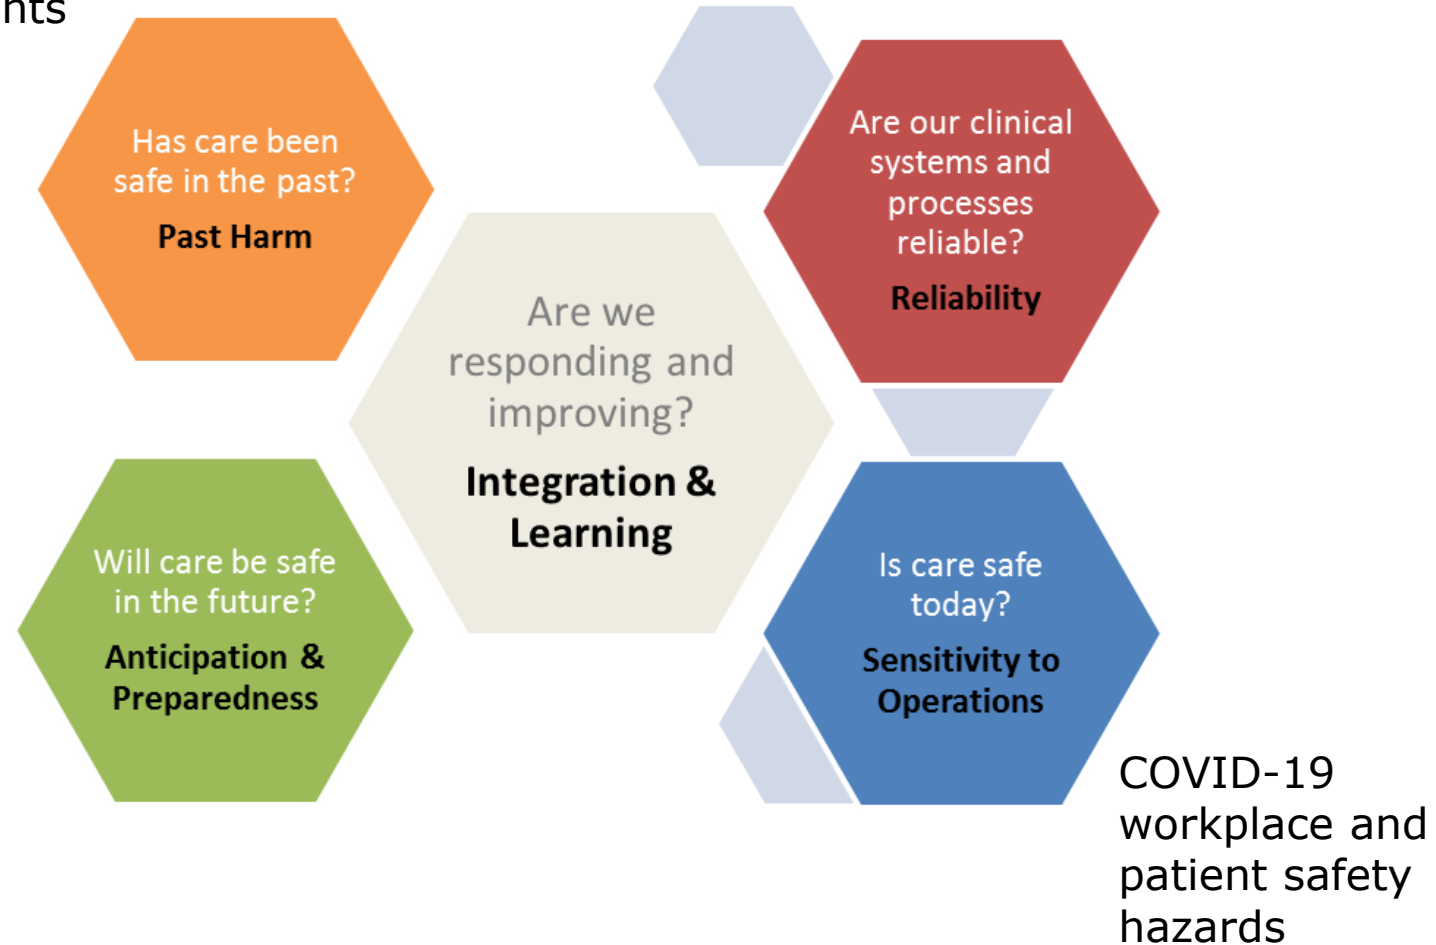 nts
Has care been
safe in the past?
Past Harm
Are our clinical
systems and
processes
reliable?
Reliability
Are we
responding and
improving?
Integration &
Learning
Will care be safe
in the future?
Anticipation &
Preparedness
Is care safe
today?
Sensitivity to
Operations
COVID-19
workplace and
patient safety
hazards